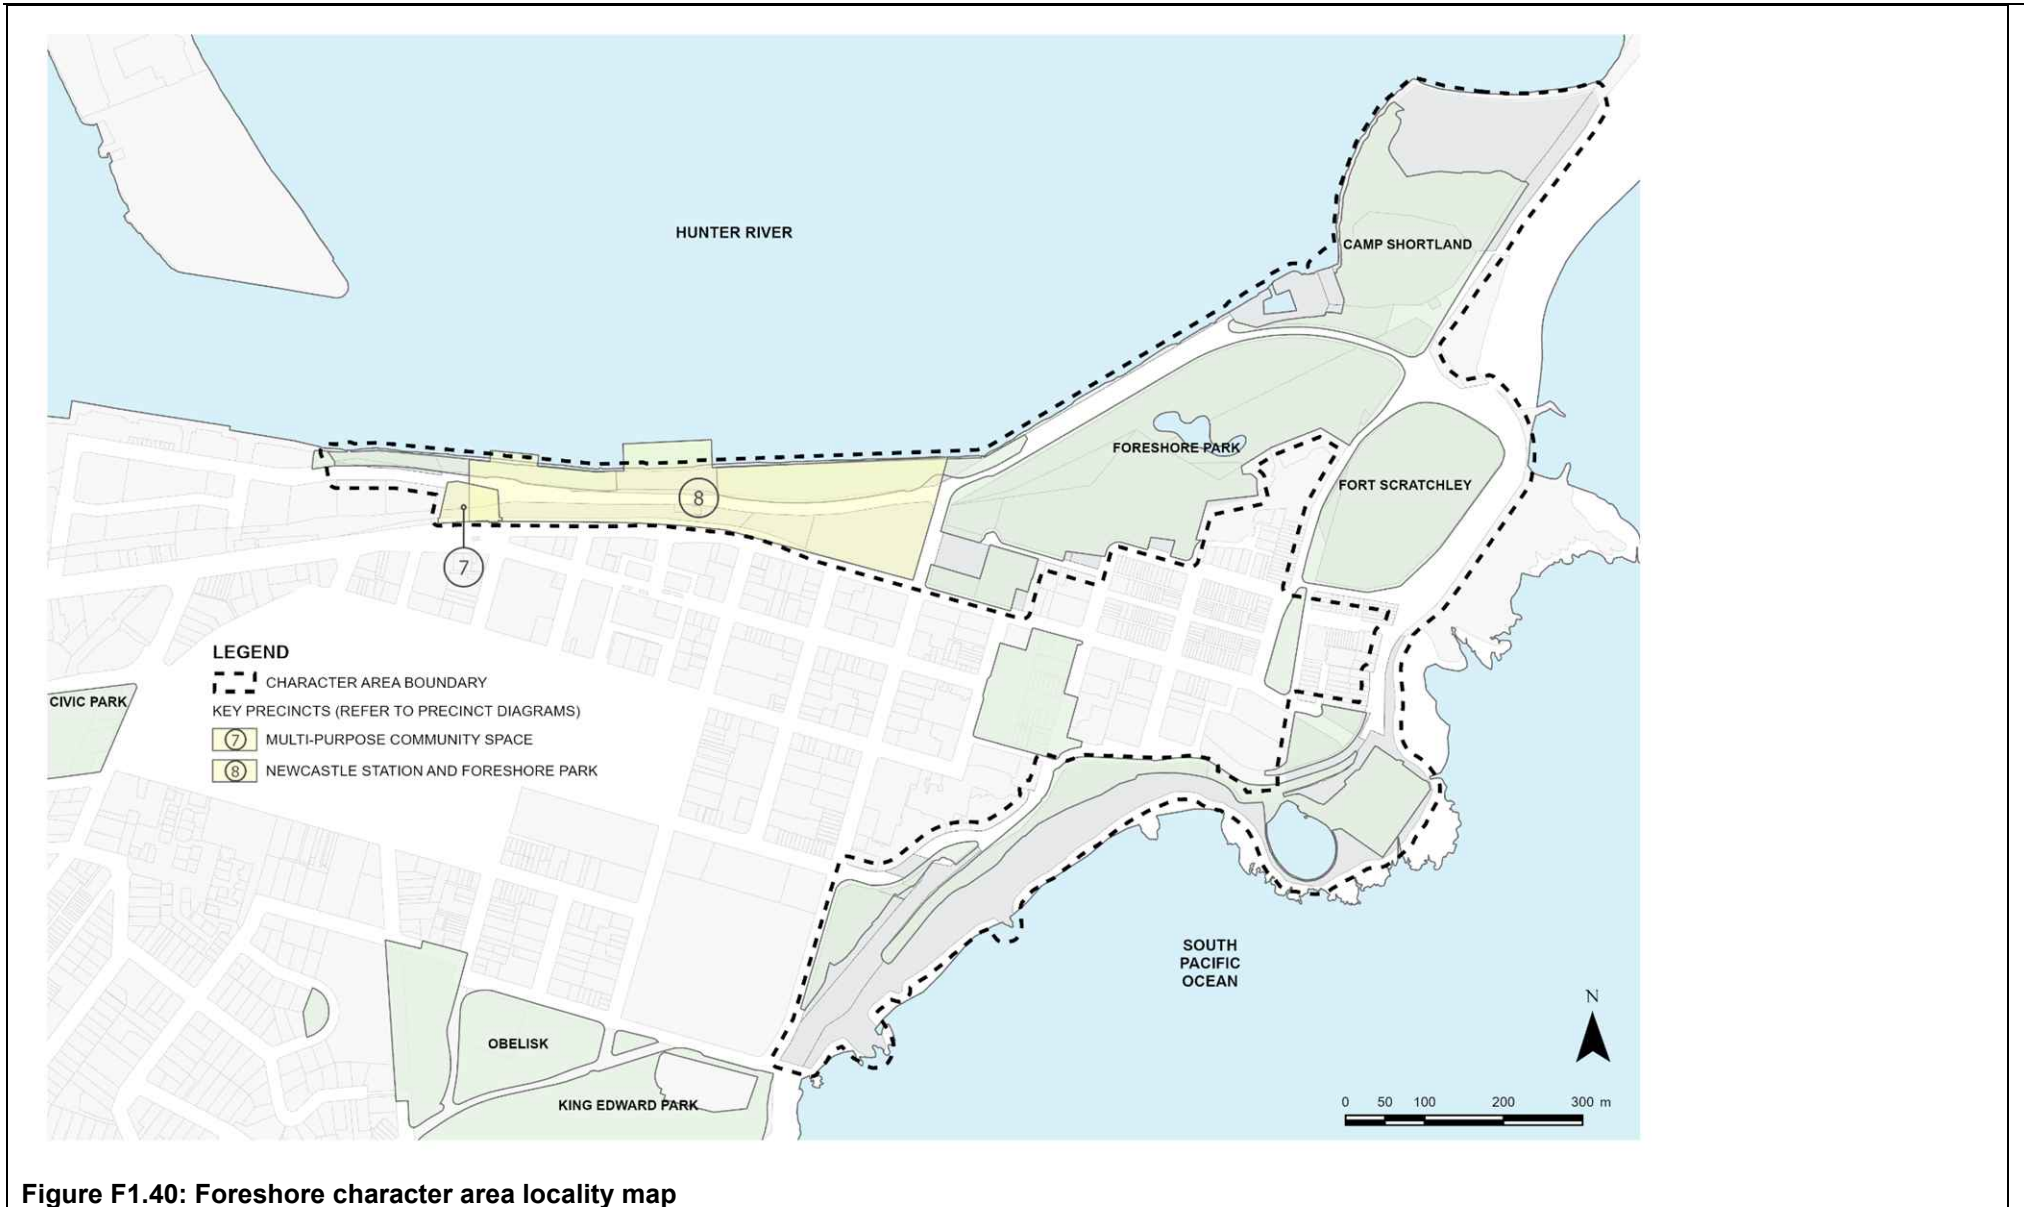 HUNTER RIVER
CAMP SHORTLAND
FORESHORE PARK
FORT SCRATCHLEY
8
7
LEGEND
CHARACTER AREA BOUNDARY
KEY PRECINCTS (REFER TO PRECINCT DIAGRAMS)
7 MULTI-PURPOSE COMMUNITY SPACE
8 NEWCASTLE STATION AND FORESHORE PARK
CIVIC PARK
SOUTH
PACIFIC
OCEAN
N
OBELISK
KING EDWARD PARK
0 50 100 200 300 m
Figure F1.40: Foreshore character area locality map